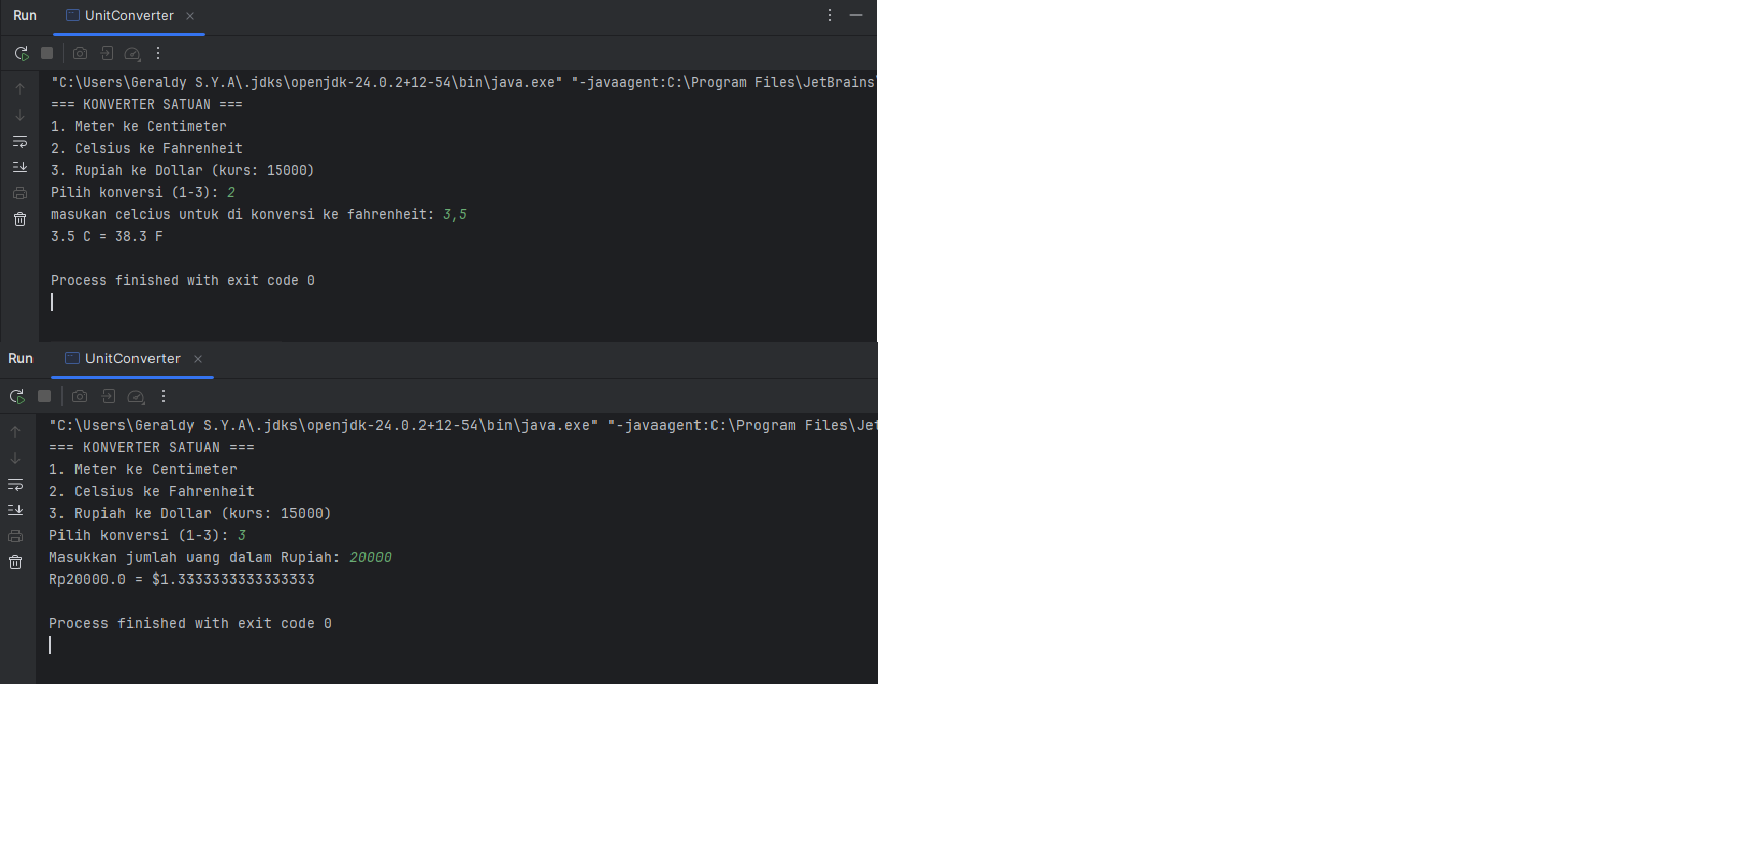 Run UnitConverter
"C:\Users\Geraldy S.Y.A\.jdks\openjdk-24.0.2+12-54\bin\java.exe" "-javaagent:C:\Program Files\JetBrains\
=== KONVERTER SATUAN ===
1. Meter ke Centimeter
2. Celsius ke Fahrenheit
3. Rupiah ke Dollar (kurs: 15000)
Pilih konversi (1-3): 2
masukan celcius untuk di konversi ke fahrenheit: 3,5
3.5 C = 38.3 F
Process finished with exit code 0
Run UnitConverter
"C:\Users\Geraldy S.Y.A\.jdks\openjdk-24.0.2+12-54\bin\java.exe" "-javaagent:C:\Program Files\Jet
=== KONVERTER SATUAN ===
1. Meter ke Centimeter
2. Celsius ke Fahrenheit
3. Rupiah ke Dollar (kurs: 15000)
Pilih konversi (1-3): 3
Masukkan jumlah uang dalam Rupiah: 20000
Rp20000.0 = $1.3333333333333333
Process finished with exit code 0